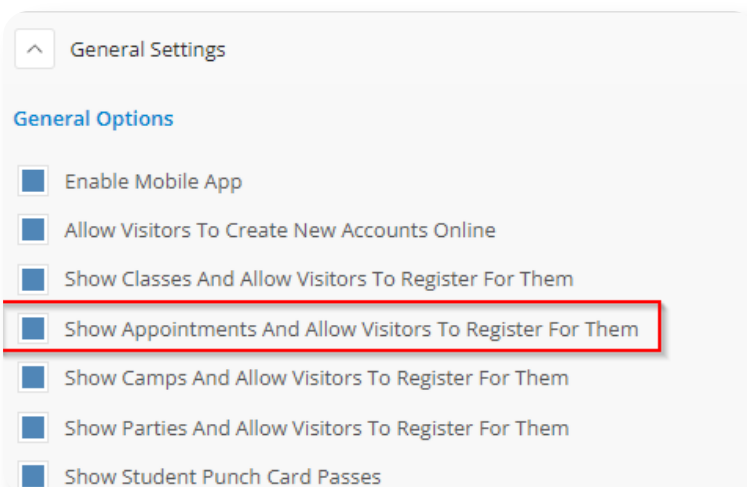 General Settings
General Options
Enable Mobile App
Allow Visitors To Create New Accounts Online
Show Classes And Allow Visitors To Register For Them
Show Appointments And Allow Visitors To Register For Them
Show Camps And Allow Visitors To Register For Them
Show Parties And Allow Visitors To Register For Them
Show Student Punch Card Passes